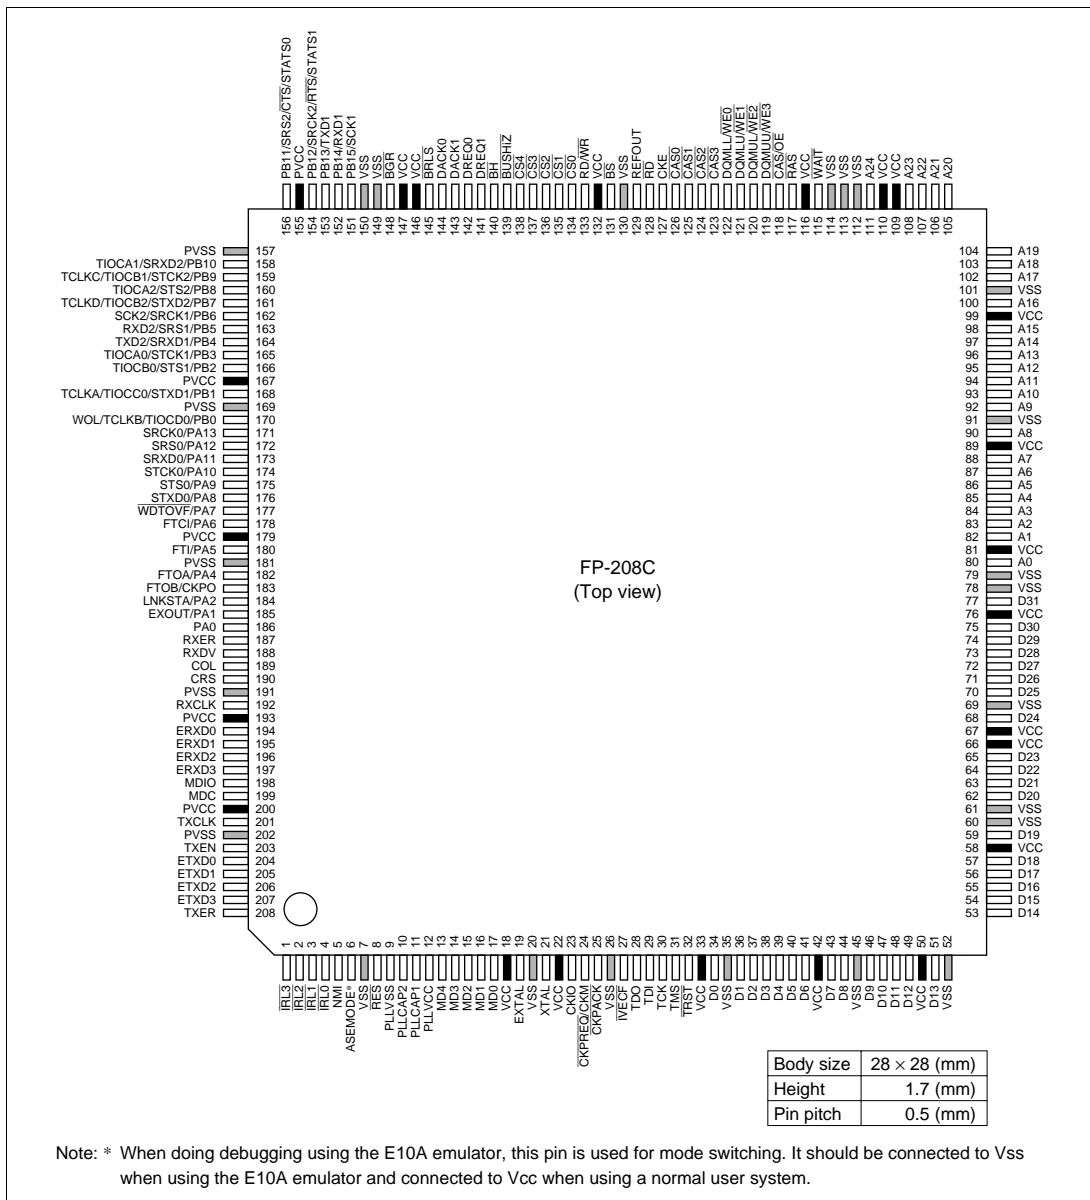 PB11/SRS2/CTS/STATS0
PVCC
PB12/SRCK2/RTS/STATS1
PB13/TXD1
PB14/RXD1
PB15/SCK1
VSS
VSS
BGR
VCC
VCC
BRLS
DACK0
DACK1
DREQ0
DREQ1
BH
BUSHiZ
CS4
CS3
CS2
CS1
CS0
RD/WR
VCC
BS
VSS
REFOUT
RD
CKE
CAS0
CAS1
CAS2
CAS3
DQMLL/WE0
DQMLU/WE1
DQMUL/WE2
DQMUU/WE3
CAS/OE
RAS
VCC
WAIT
VSS
VSS
VSS
A24
VCC
VCC
A23
A22
A21
A20
156 155 154 153 152 151 150 149 148 147 146 145 144 143 142 141 140 139 138 137 136 135 134 133 132 131 130 129 128 127 126 125 124 123 122 121 120 119 118 117 116 115 114 113 112 111 110 109 108 107 106 105
PVSS 157
TIOCA1/SRXD2/PB10 158
TCLKC/TIOCB1/STCK2/PB9 159
TIOCA2/STS2/PB8 160
TCLKD/TIOCB2/STXD2/PB7 161
SCK2/SRCK1/PB6 162
RXD2/SRS1/PB5 163
TXD2/SRXD1/PB4 164
TIOCA0/STCK1/PB3 165
TIOCB0/STS1/PB2 166
PVCC 167
TCLKA/TIOCC0/STXD1/PB1 168
PVSS 169
WOL/TCLKB/TIOCD0/PB0 170
SRCK0/PA13 171
SRS0/PA12 172
SRXD0/PA11 173
STCK0/PA10 174
STS0/PA9 175
STXD0/PA8 176
WDTOVF/PA7 177
FTCI/PA6 178
PVCC 179
FTI/PA5 180
PVSS 181
FTOA/PA4 182
FTOB/CKPO 183
LNKSTA/PA2 184
EXOUT/PA1 185
PA0 186
RXER 187
RXDV 188
COL 189
CRS 190
PVSS 191
RXCLK 192
PVCC 193
ERXD0 194
ERXD1 195
ERXD2 196
ERXD3 197
MDIO 198
MDC 199
PVCC 200
TXCLK 201
PVSS 202
TXEN 203
ETXD0 204
ETXD1 205
ETXD2 206
ETXD3 207
TXER 208
FP-208C
(Top view)
104 A19
103 A18
102 A17
101 VSS
100 A16
99 VCC
98 A15
97 A14
96 A13
95 A12
94 A11
93 A10
92 A9
91 VSS
90 A8
89 VCC
88 A7
87 A6
86 A5
85 A4
84 A3
83 A2
82 A1
81 VCC
80 A0
79 VSS
78 VSS
77 D31
76 VCC
75 D30
74 D29
73 D28
72 D27
71 D26
70 D25
69 VSS
68 D24
67 VCC
66 VCC
65 D23
64 D22
63 D21
62 D20
61 VSS
60 VSS
59 D19
58 VCC
57 D18
56 D17
55 D16
54 D15
53 D14
1 2 3 4 5 6 7 8 9 10 11 12 13 14 15 16 17 18 19 20 21 22 23 24 25 26 27 28 29 30 31 32 33 34 35 36 37 38 39 40 41 42 43 44 45 46 47 48 49 50 51 52
IRL3
IRL2
IRL1
IRL0
NMI
ASEMODE*
VSS
RES
PLLVSS
PLLCAP2
PLLCAP1
PLLVCC
MD4
MD3
MD2
MD1
MD0
VCC
EXTAL
VSS
XTAL
VCC
CKIO
CKPREQ/CKM
CKPACK
VSS
IVECF
TDO
TDI
TCK
TMS
TRST
VCC
D0
VSS
D1
D2
D3
D4
D5
D6
VCC
D7
D8
VSS
D9
D10
D11
D12
VCC
D13
VSS
Body size 28 × 28 (mm)
Height 1.7 (mm)
Pin pitch 0.5 (mm)
Note: * When doing debugging using the E10A emulator, this pin is used for mode switching. It should be connected to Vss
when using the E10A emulator and connected to Vcc when using a normal user system.